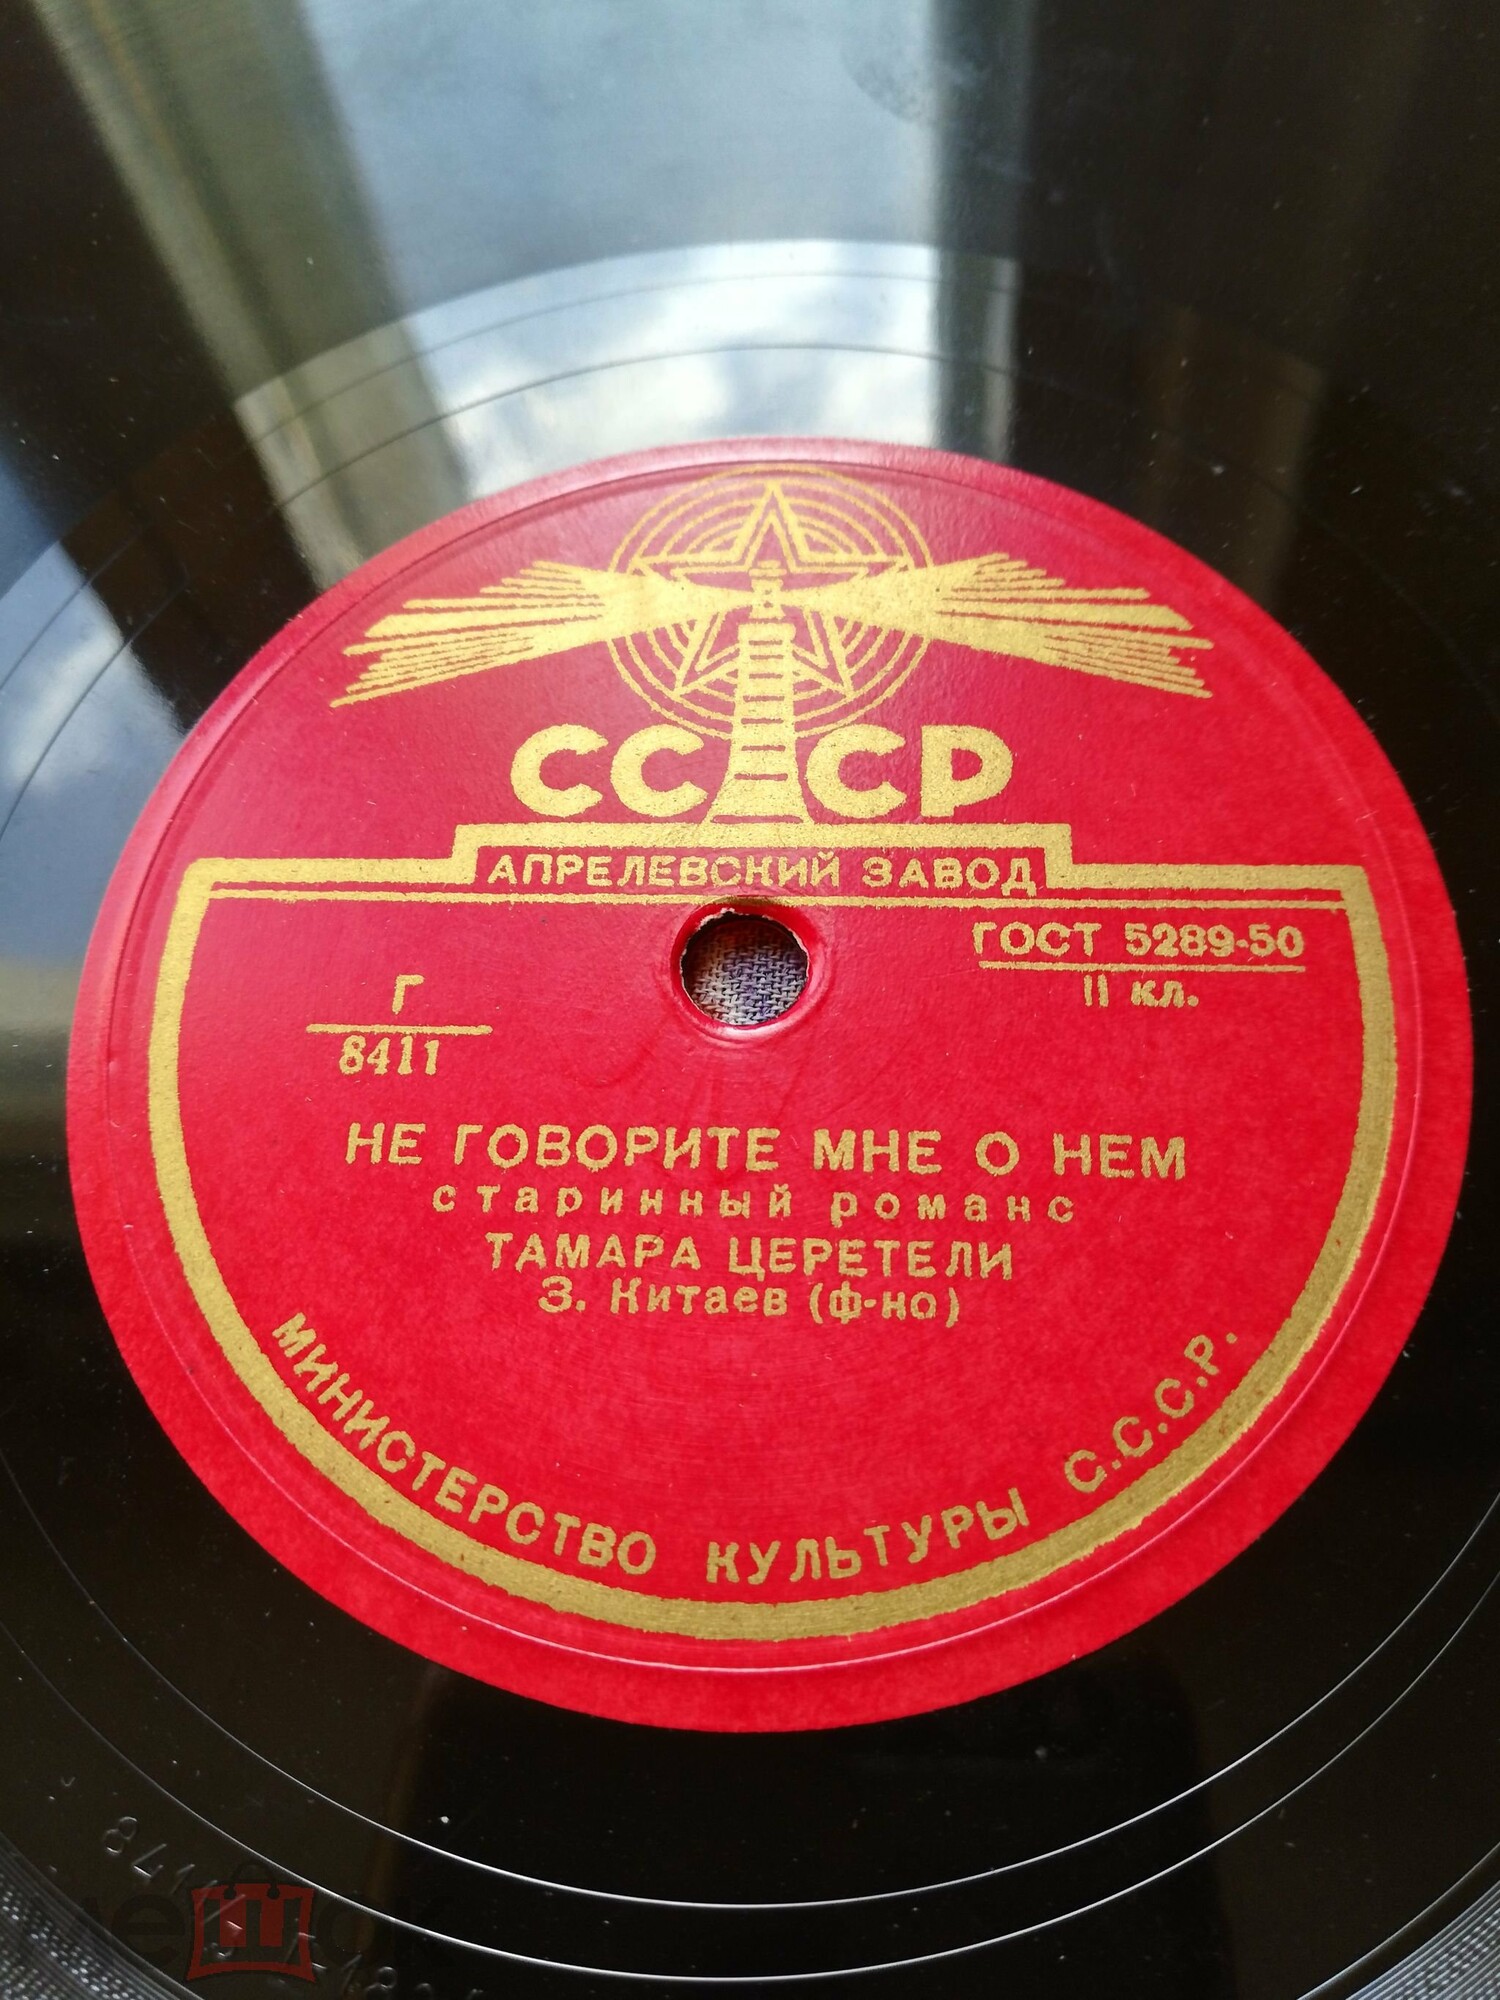 СССР
АПРЕЛЕВСКИЙ ЗАВОД
ГОСТ 5289-50
II кл.
Г
8411
НЕ ГОВОРИТЕ МНЕ О НЕМ
старинный романс
ТАМАРА ЦЕРЕТЕЛИ
З. Китаев (ф-но)
МИНИСТЕРСТВО КУЛЬТУРЫ С.С.С.Р.